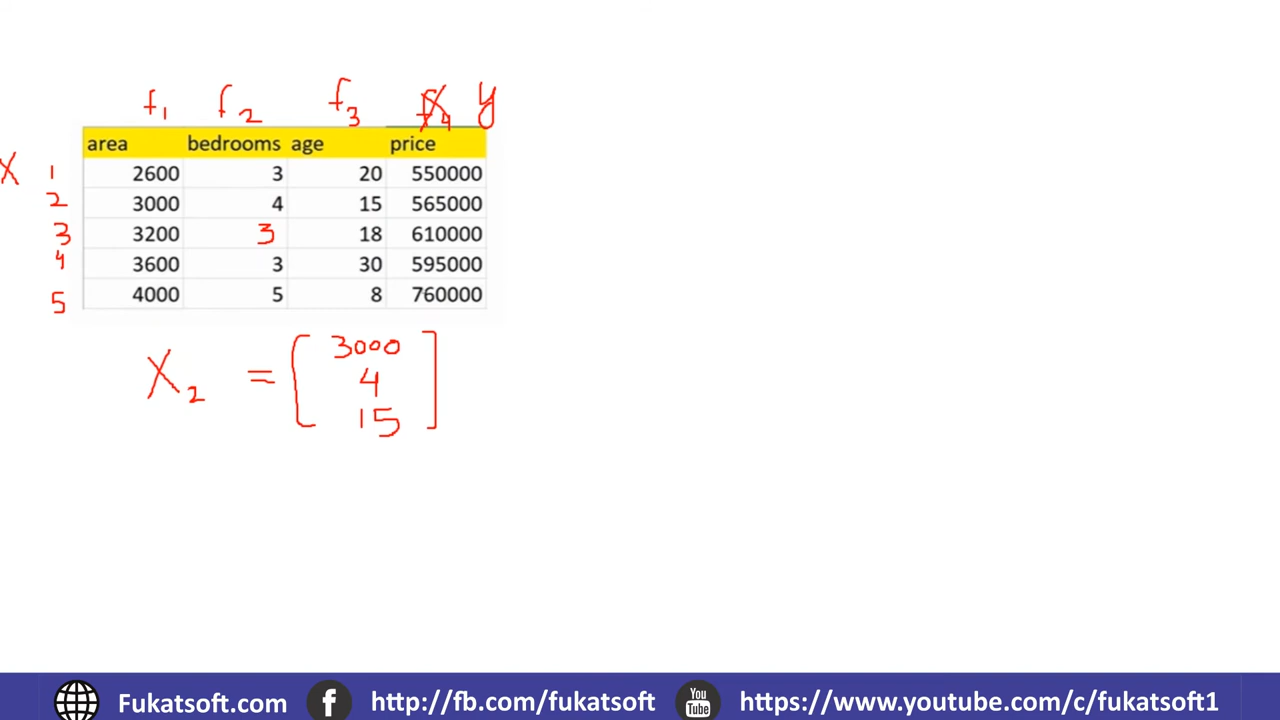 f1 f2 f3 f4 y
area bedrooms age price
X 1 2600 3 20 550000
2 3000 4 15 565000
3 3200 3 18 610000
4 3600 3 30 595000
5 4000 5 8 760000
X2 = [ 3000
4
15 ]
Fukatsoft.com f http://fb.com/fukatsoft You Tube https://www.youtube.com/c/fukatsoft1